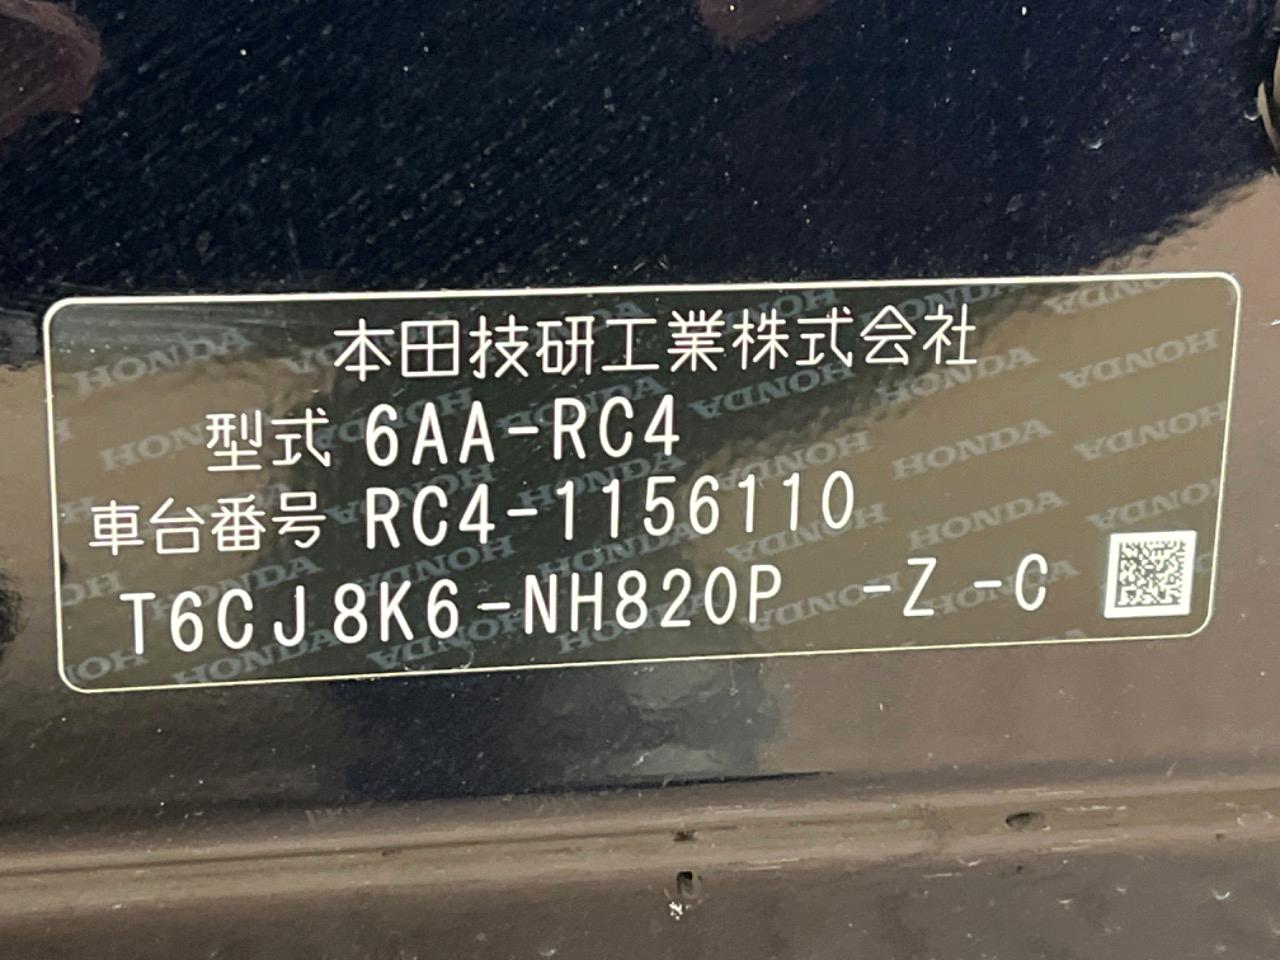 本田技研工業株式会社
型式 6AA-RC4
車台番号 RC4-1156110
T6CJ8K6-NH820P -Z -C